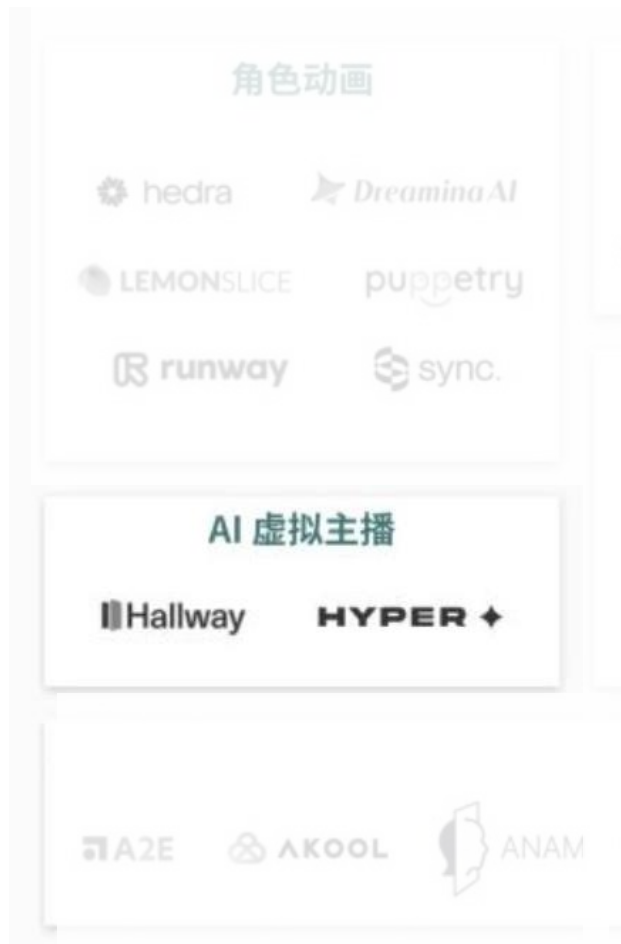 角色动画
hedra Dreamina AI
LEMONSLICE puppetry
runway sync.
AI 虚拟主播
Hallway HYPER
A2E AKOOL ANAM